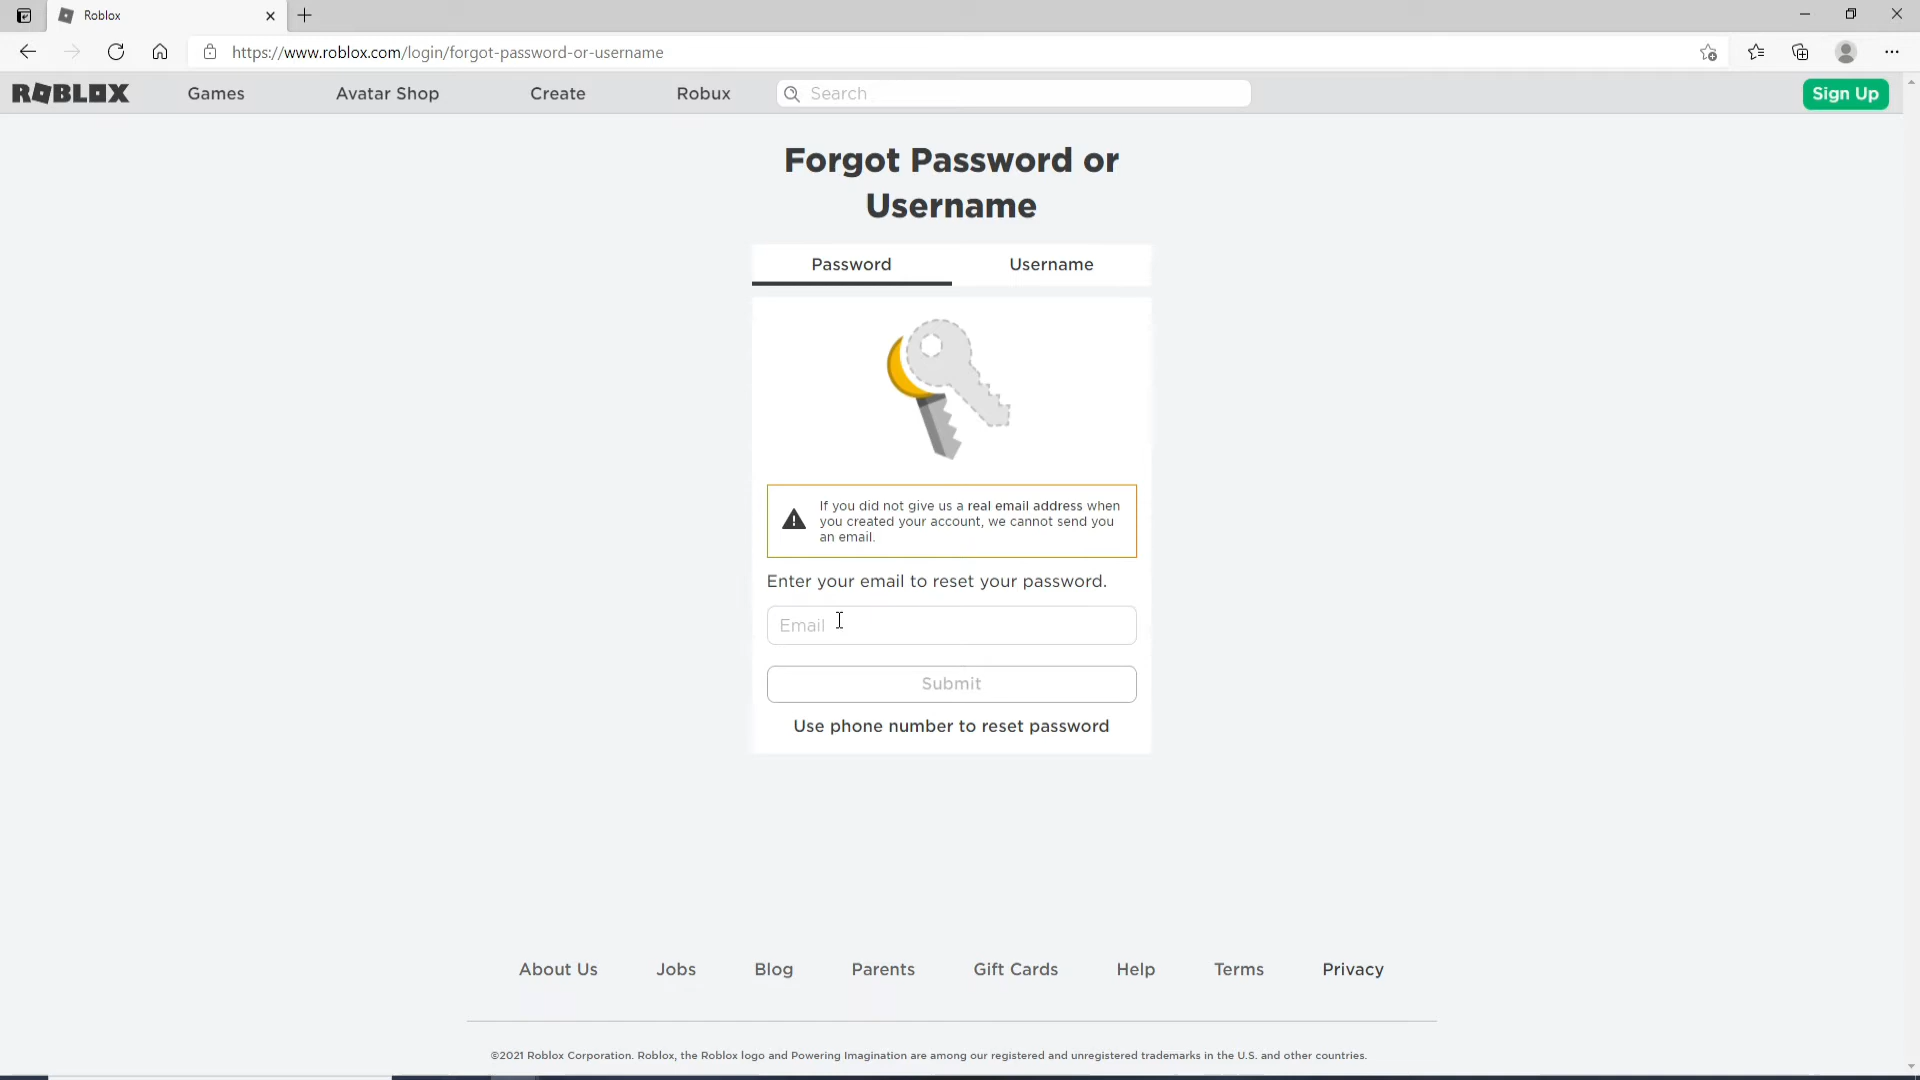 Roblox
https://www.roblox.com/login/forgot-password-or-username
ROBLOX Games Avatar Shop Create Robux Search Sign Up
Forgot Password or
Username
Password Username
If you did not give us a real email address when
you created your account, we cannot send you
an email.
Enter your email to reset your password.
Email
Submit
Use phone number to reset password
About Us Jobs Blog Parents Gift Cards Help Terms Privacy
©2021 Roblox Corporation. Roblox, the Roblox logo and Powering Imagination are among our registered and unregistered trademarks in the U.S. and other countries.